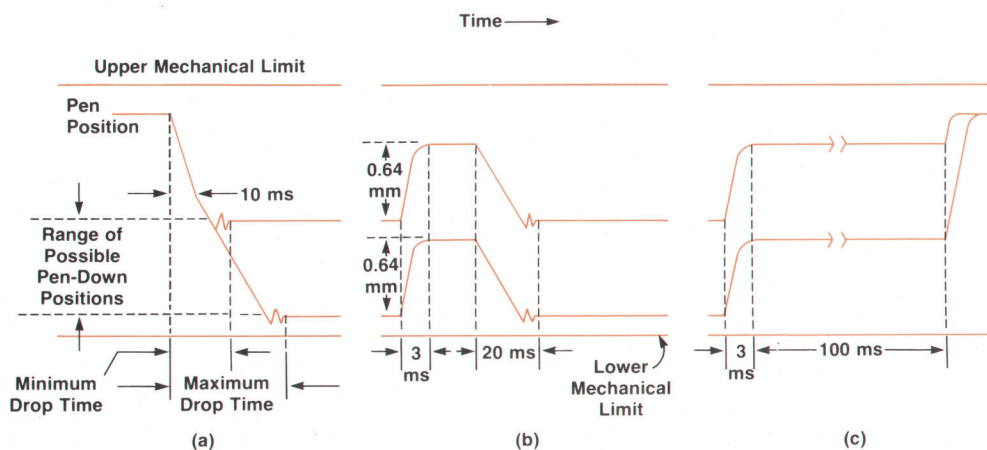 Time
Upper Mechanical Limit
Pen
Position
10 ms
Range of
Possible
Pen-Down
Positions
Minimum
Drop Time
Maximum
Drop Time
(a)
0.64
mm
0.64
mm
3
ms
20 ms
Lower
Mechanical
Limit
(b)
3
ms
100 ms
(c)